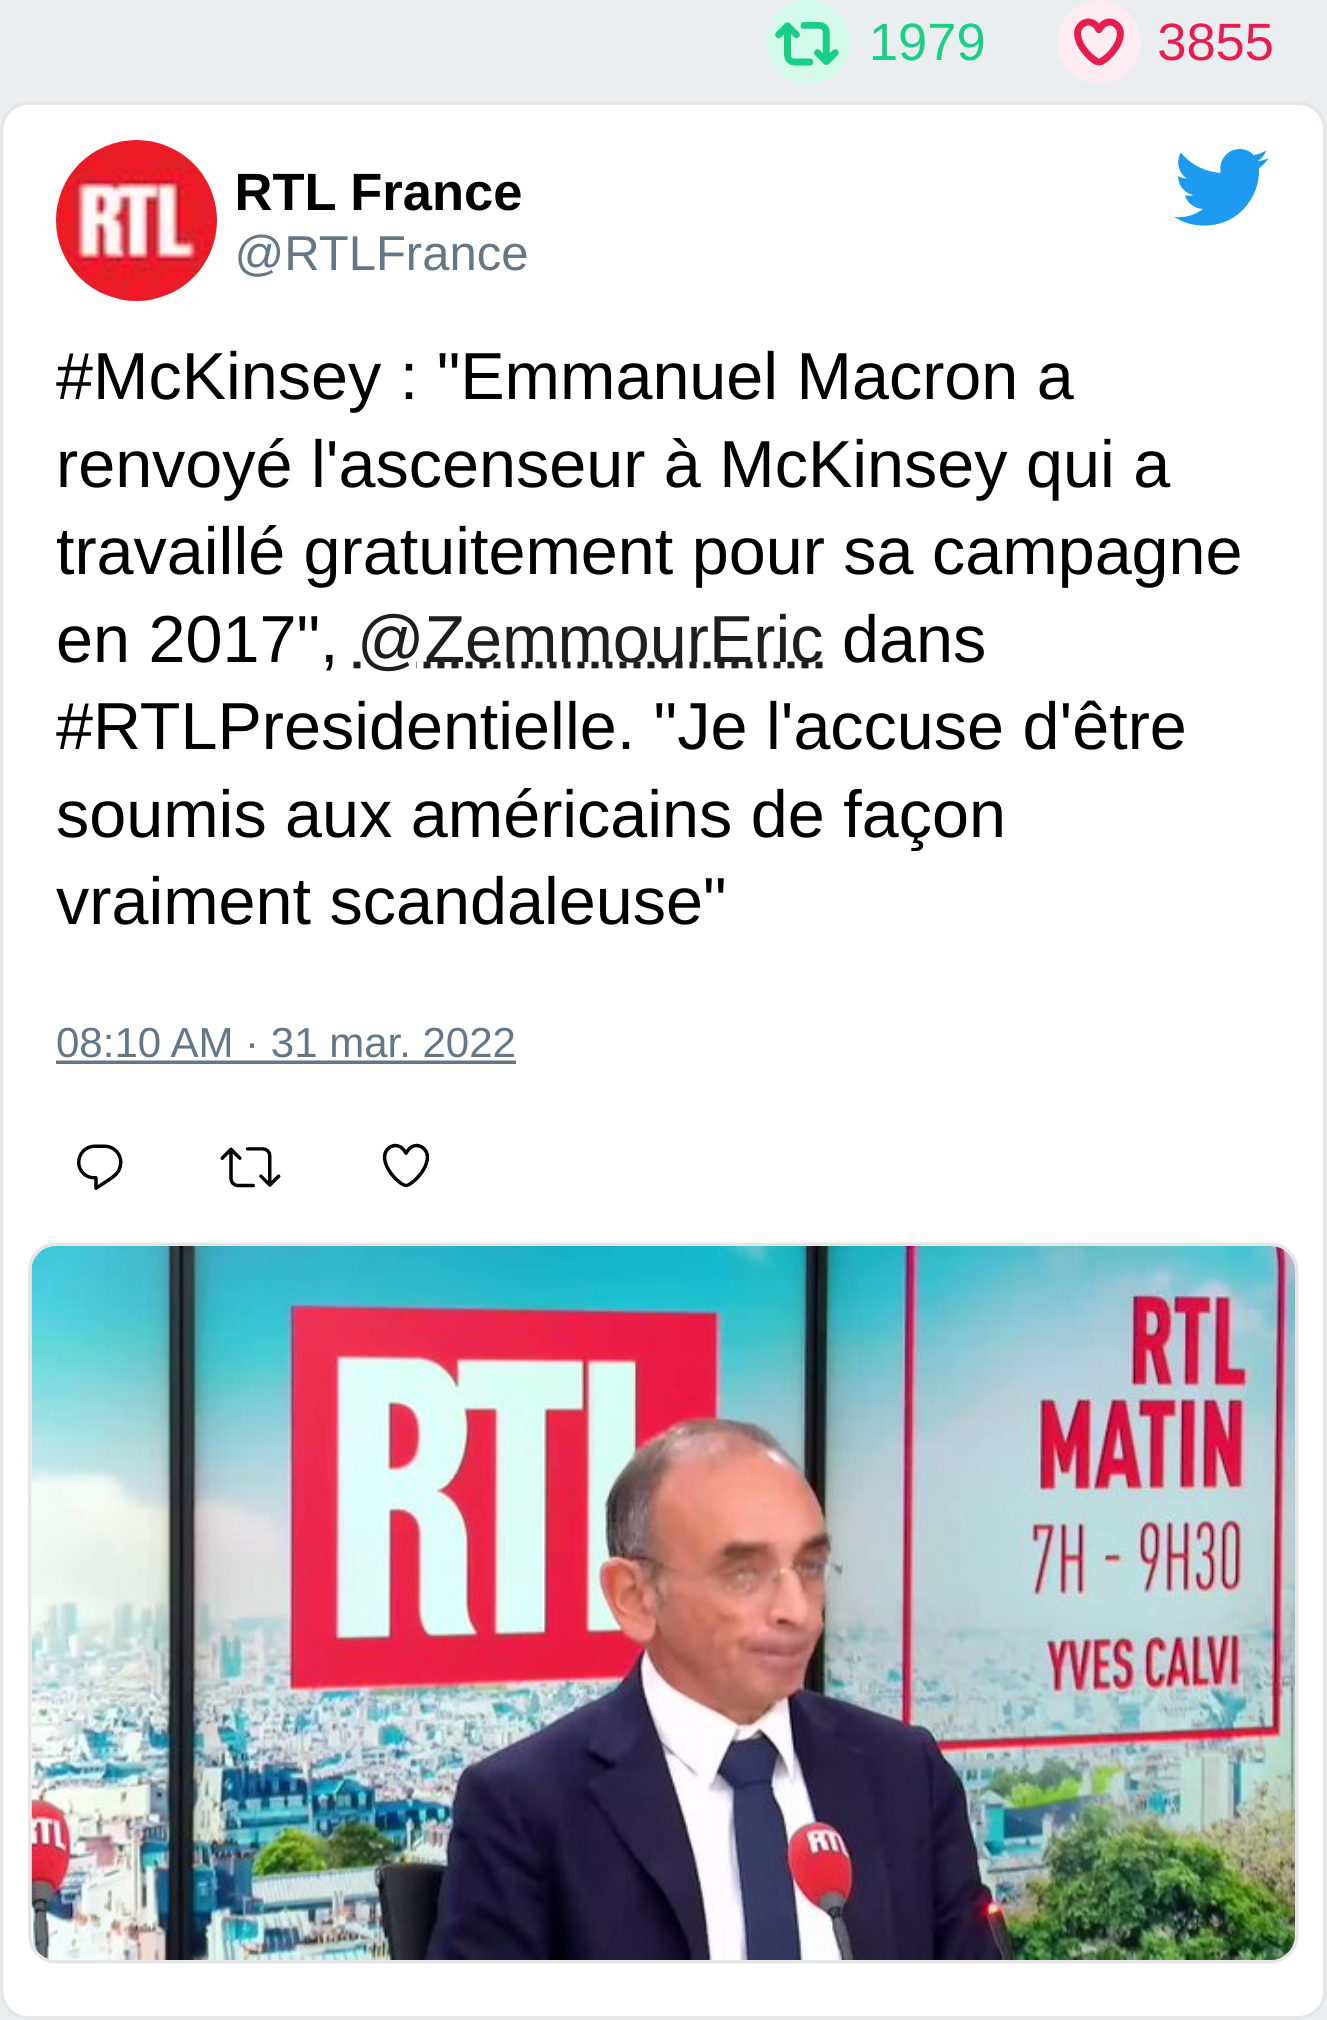 1979 3855
RTL
RTL France
@RTLFrance
#McKinsey : "Emmanuel Macron a
renvoyé l'ascenseur à McKinsey qui a
travaillé gratuitement pour sa campagne
en 2017", @ZemmourEric dans
#RTLPresidentielle. "Je l'accuse d'être
soumis aux américains de façon
vraiment scandaleuse"
08:10 AM · 31 mar. 2022
RTL
RTL
MATIN
7H - 9H30
YVES CALVI
RTL
RTL